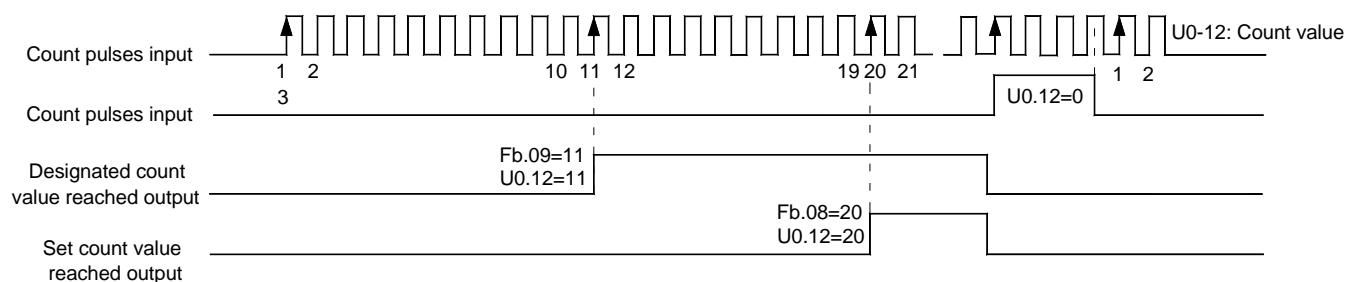 U0-12: Count value
Count pulses input
1 2 10 11 12 19 20 21 1 2
3
U0.12=0
Count pulses input
Fb.09=11
U0.12=11
Designated count
value reached output
Fb.08=20
U0.12=20
Set count value
reached output